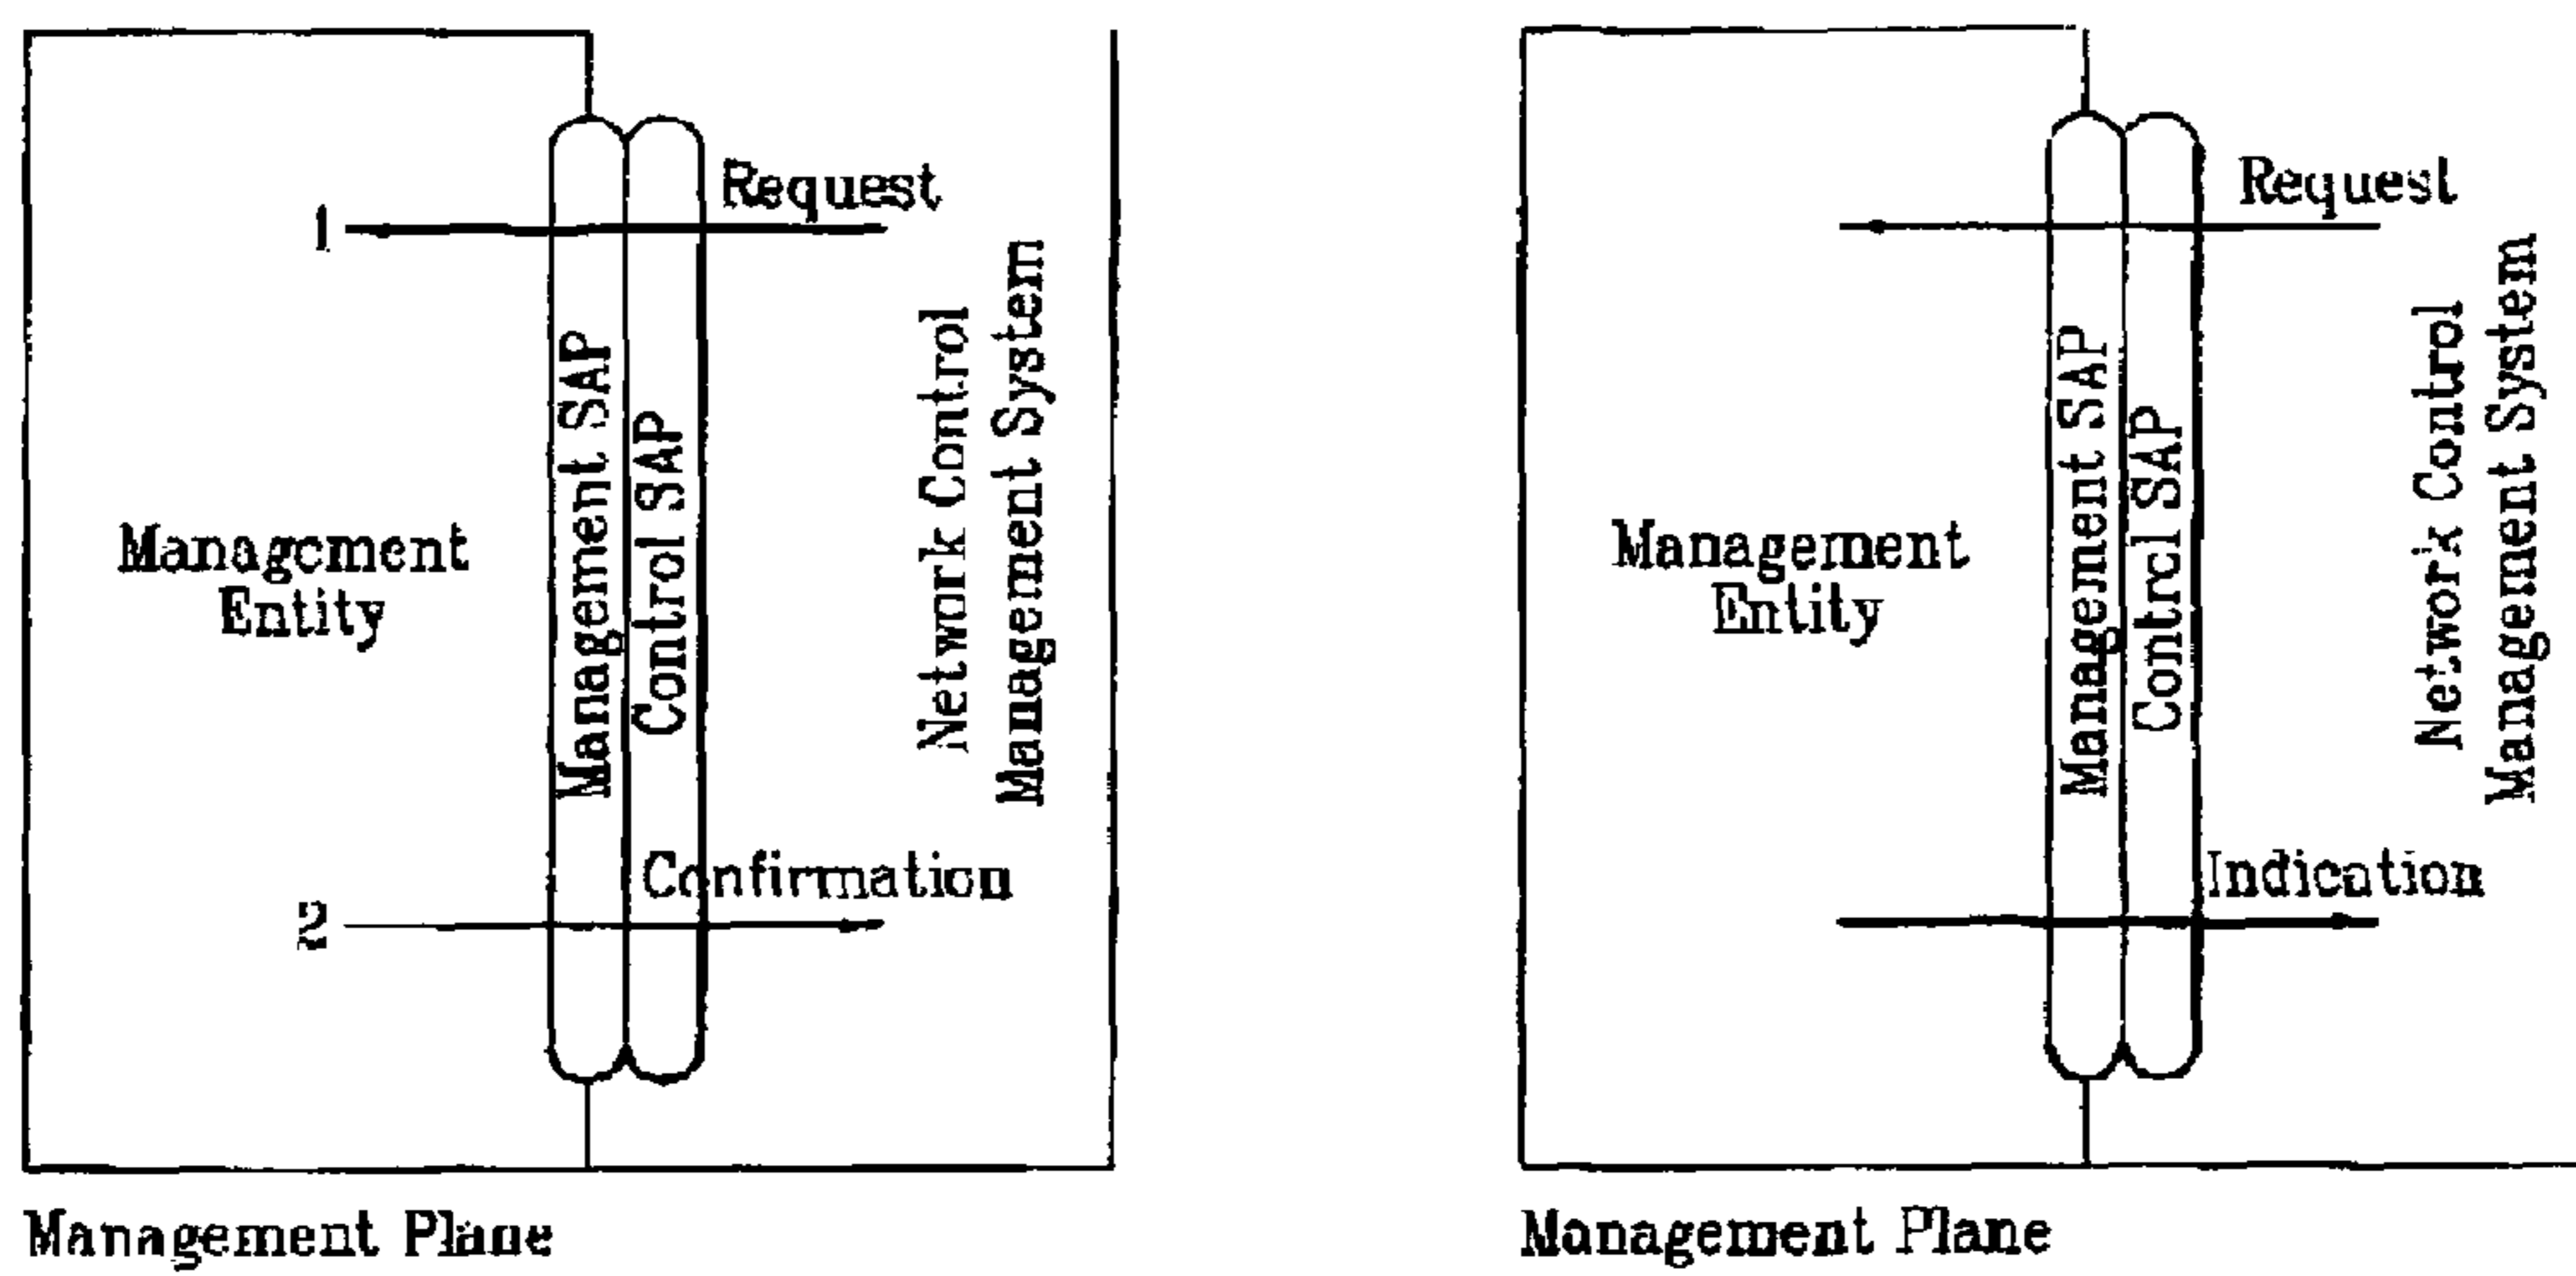 Request
1
Management SAP
Control SAP
Network Control
Management System
Management
Entity
Confirmation
2
Management Plane
Request
Management SAP
Control SAP
Network Control
Management System
Management
Entity
Indication
Management Plane